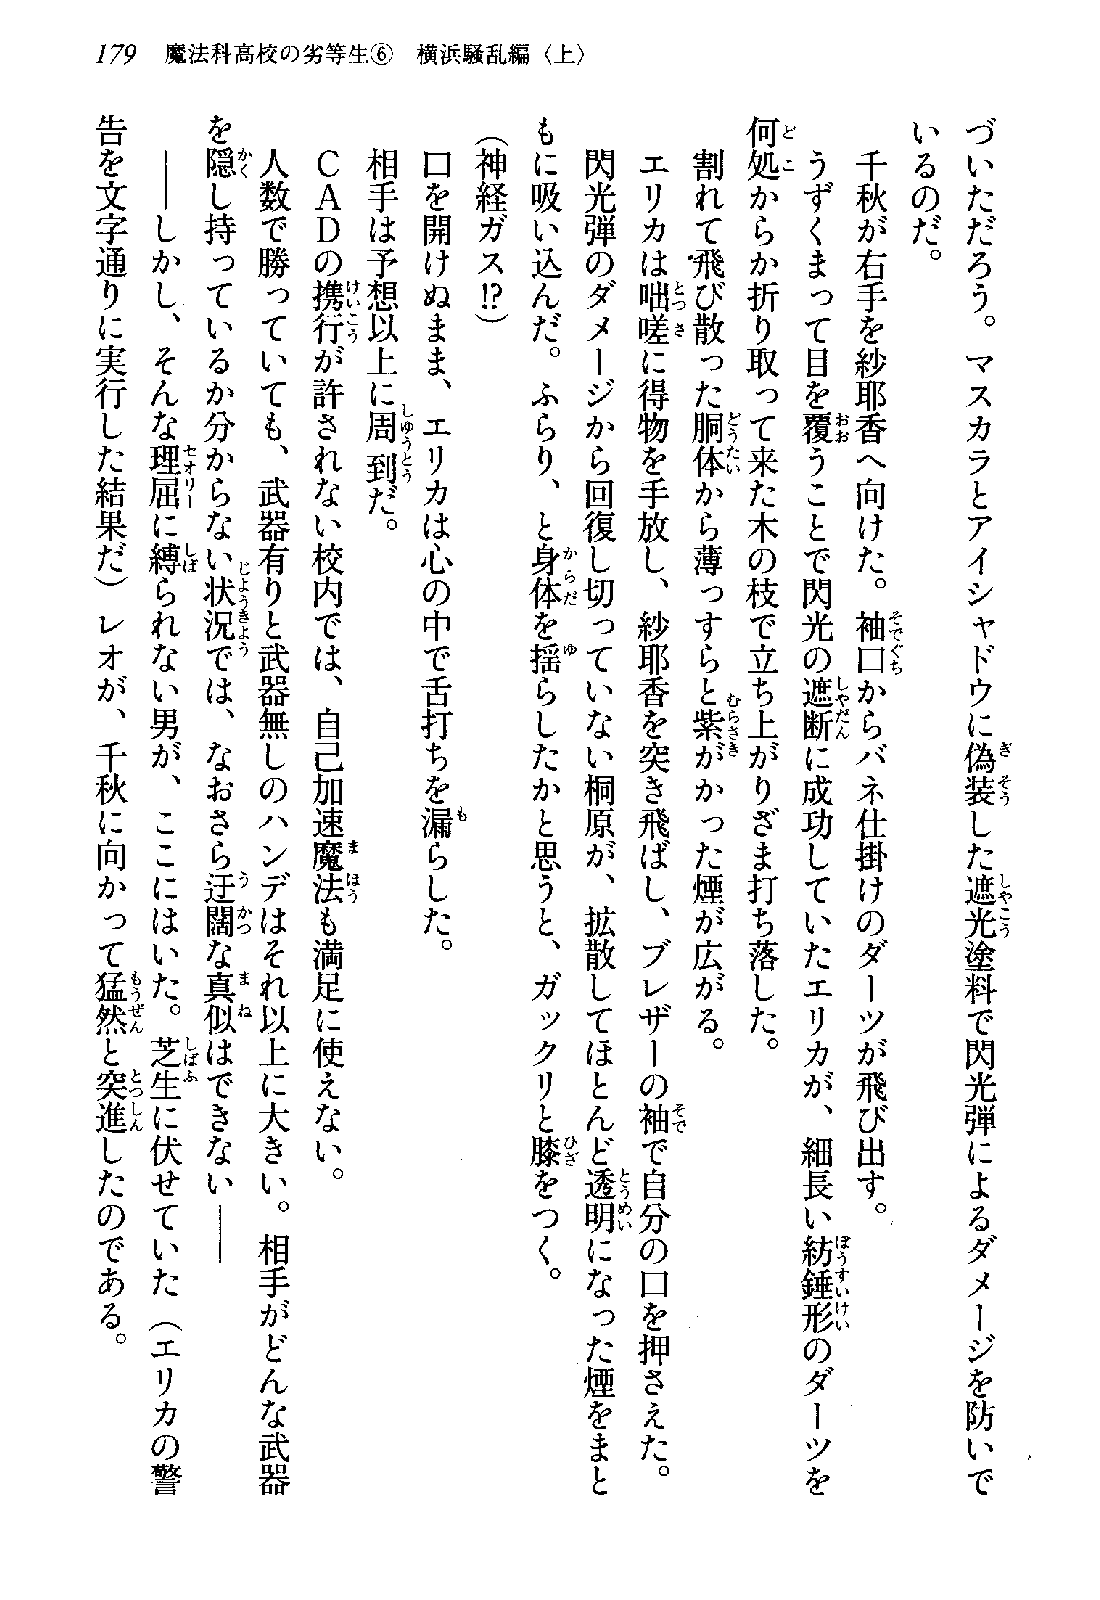 179 魔法科高校の劣等生⑥ 横浜騒乱編〈上〉
づいただろう。マスカラとアイシャドウに偽装した遮光塗料で閃光弾によるダメージを防いで
いるのだ。
千秋が右手を紗耶香へ向けた。袖口からバネ仕掛けのダーツが飛び出す。
うずくまって目を覆うことで閃光の遮断に成功していたエリカが、細長い紡錘形のダーツを
何処からか折り取って来た木の枝で立ち上がりざま打ち落した。
割れて飛び散った胴体から薄っすらと紫がかった煙が広がる。
エリカは咄嗟に得物を手放し、紗耶香を突き飛ばし、ブレザーの袖で自分の口を押さえた。
閃光弾のダメージから回復し切っていない桐原が、拡散してほとんど透明になった煙をまと
もに吸い込んだ。ふらり、と身体を揺らしたかと思うと、ガックリと膝をつく。
（神経ガス!?）
口を開けぬまま、エリカは心の中で舌打ちを漏らした。
相手は予想以上に周到だ。
ＣＡＤの携行が許されない校内では、自己加速魔法も満足に使えない。
人数で勝っていても、武器有りと武器無しのハンデはそれ以上に大きい。相手がどんな武器
を隠し持っているか分からない状況では、なおさら迂闊な真似はできない――
――しかし、そんな理屈に縛られない男が、ここにはいた。芝生に伏せていた（エリカの警
告を文字通りに実行した結果だ）レオが、千秋に向かって猛然と突進したのである。